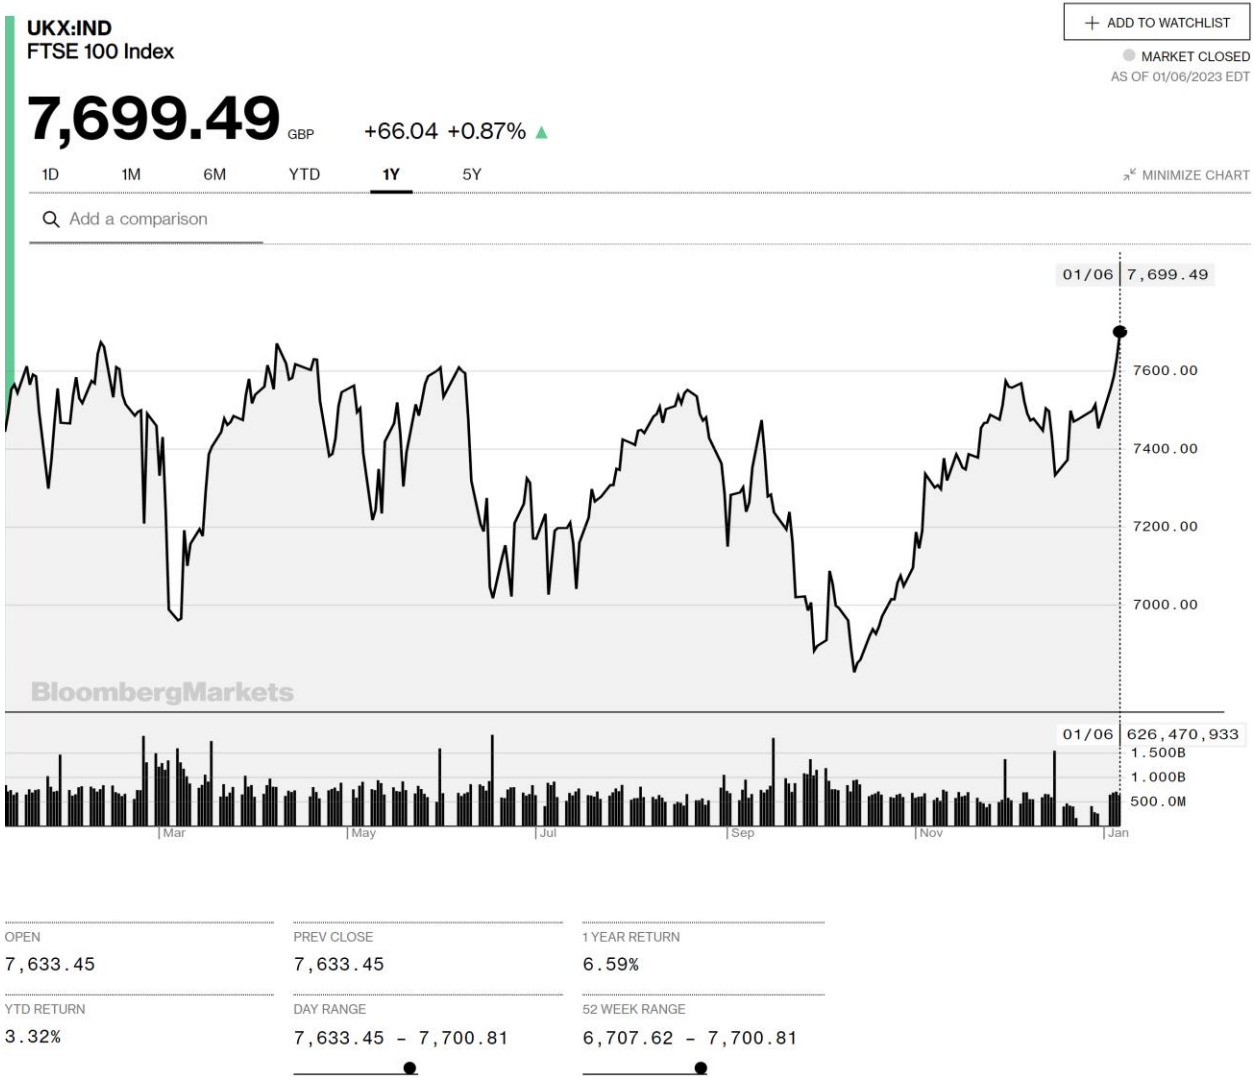 UKX:IND
FTSE 100 Index
+ ADD TO WATCHLIST
MARKET CLOSED
AS OF 01/06/2023 EDT
7,699.49 GBP +66.04 +0.87%
1D 1M 6M YTD 1Y 5Y
MINIMIZE CHART
Add a comparison
01/06 7,699.49
7600.00
7400.00
7200.00
7000.00
BloombergMarkets
01/06 626,470,933
1.500B
1.000B
500.0M
Mar May Jul Sep Nov Jan
OPEN PREV CLOSE 1 YEAR RETURN
7,633.45 7,633.45 6.59%
YTD RETURN DAY RANGE 52 WEEK RANGE
3.32% 7,633.45 – 7,700.81 6,707.62 – 7,700.81